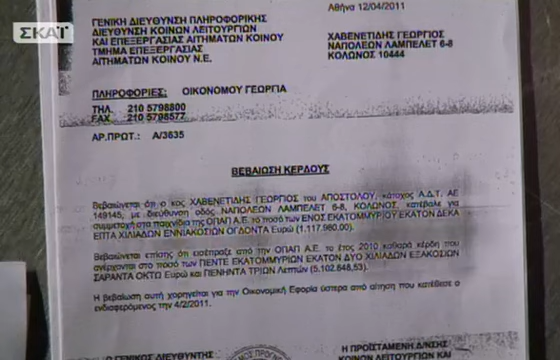 ΣΚΑΪ
Αθήνα 12/04/2011
ΓΕΝΙΚΗ ΔΙΕΥΘΥΝΣΗ ΠΛΗΡΟΦΟΡΙΚΗΣ
ΔΙΕΥΘΥΝΣΗ ΚΟΙΝΩΝ ΛΕΙΤΟΥΡΓΙΩΝ
ΚΑΙ ΕΠΕΞΕΡΓΑΣΙΑΣ ΑΙΤΗΜΑΤΩΝ ΚΟΙΝΟΥ
ΤΜΗΜΑ ΕΠΕΞΕΡΓΑΣΙΑΣ
ΑΙΤΗΜΑΤΩΝ ΚΟΙΝΟΥ Ν.Ε.
ΧΑΒΕΝΕΤΙΔΗΣ ΓΕΩΡΓΙΟΣ
ΝΑΠΟΛΕΩΝ ΛΑΜΠΕΛΕΤ 6-8
ΚΟΛΩΝΟΣ 10444
ΠΛΗΡΟΦΟΡΙΕΣ: ΟΙΚΟΝΟΜΟΥ ΓΕΩΡΓΙΑ
ΤΗΛ. 210 5798800
FAX 210 5798577
ΑΡ.ΠΡΩΤ.: Α/3635
ΒΕΒΑΙΩΣΗ ΚΕΡΔΟΥΣ
Βεβαιώνεται ότι ο κος ΧΑΒΕΝΕΤΙΔΗΣ ΓΕΩΡΓΙΟΣ του ΑΠΟΣΤΟΛΟΥ, κάτοχος Α.Δ.Τ. ΑΕ
149145, με διεύθυνση οδός ΝΑΠΟΛΕΩΝ ΛΑΜΠΕΛΕΤ 6-8, ΚΟΛΩΝΟΣ, κατέβαλε για
συμμετοχή στα παιχνίδια της ΟΠΑΠ Α.Ε. το ποσό των ΕΝΟΣ ΕΚΑΤΟΜΜΥΡΙΟΥ ΕΚΑΤΟΝ ΔΕΚΑ
ΕΠΤΑ ΧΙΛΙΑΔΩΝ ΕΝΝΙΑΚΟΣΙΩΝ ΟΓΔΟΝΤΑ Ευρώ (1.117.980,00).
Βεβαιώνεται επίσης ότι εισέπραξε από την ΟΠΑΠ Α.Ε. το έτος 2010 καθαρά κέρδη που
ανέρχονται στο ποσό των ΠΕΝΤΕ ΕΚΑΤΟΜΜΥΡΙΩΝ ΕΚΑΤΟΝ ΔΥΟ ΧΙΛΙΑΔΩΝ ΕΞΑΚΟΣΙΩΝ
ΣΑΡΑΝΤΑ ΟΚΤΩ Ευρώ και ΠΕΝΗΝΤΑ ΤΡΙΩΝ Λεπτών (5.102.648,53)
Η βεβαίωση αυτή χορηγείται για την Οικονομική Εφορία ύστερα από αίτηση που κατέθεσε ο
ενδιαφερόμενος την 4/2/2011.
Ο ΓΕΝΙΚΟΣ ΔΙΕΥΘΥΝΤΗΣ
Η ΠΡΟΪΣΤΑΜΕΝΗ Δ/ΝΣΗΣ
ΚΟΙΝΩΝ ΛΕΙΤΟΥΡΓΙΩΝ ΚΑΙ